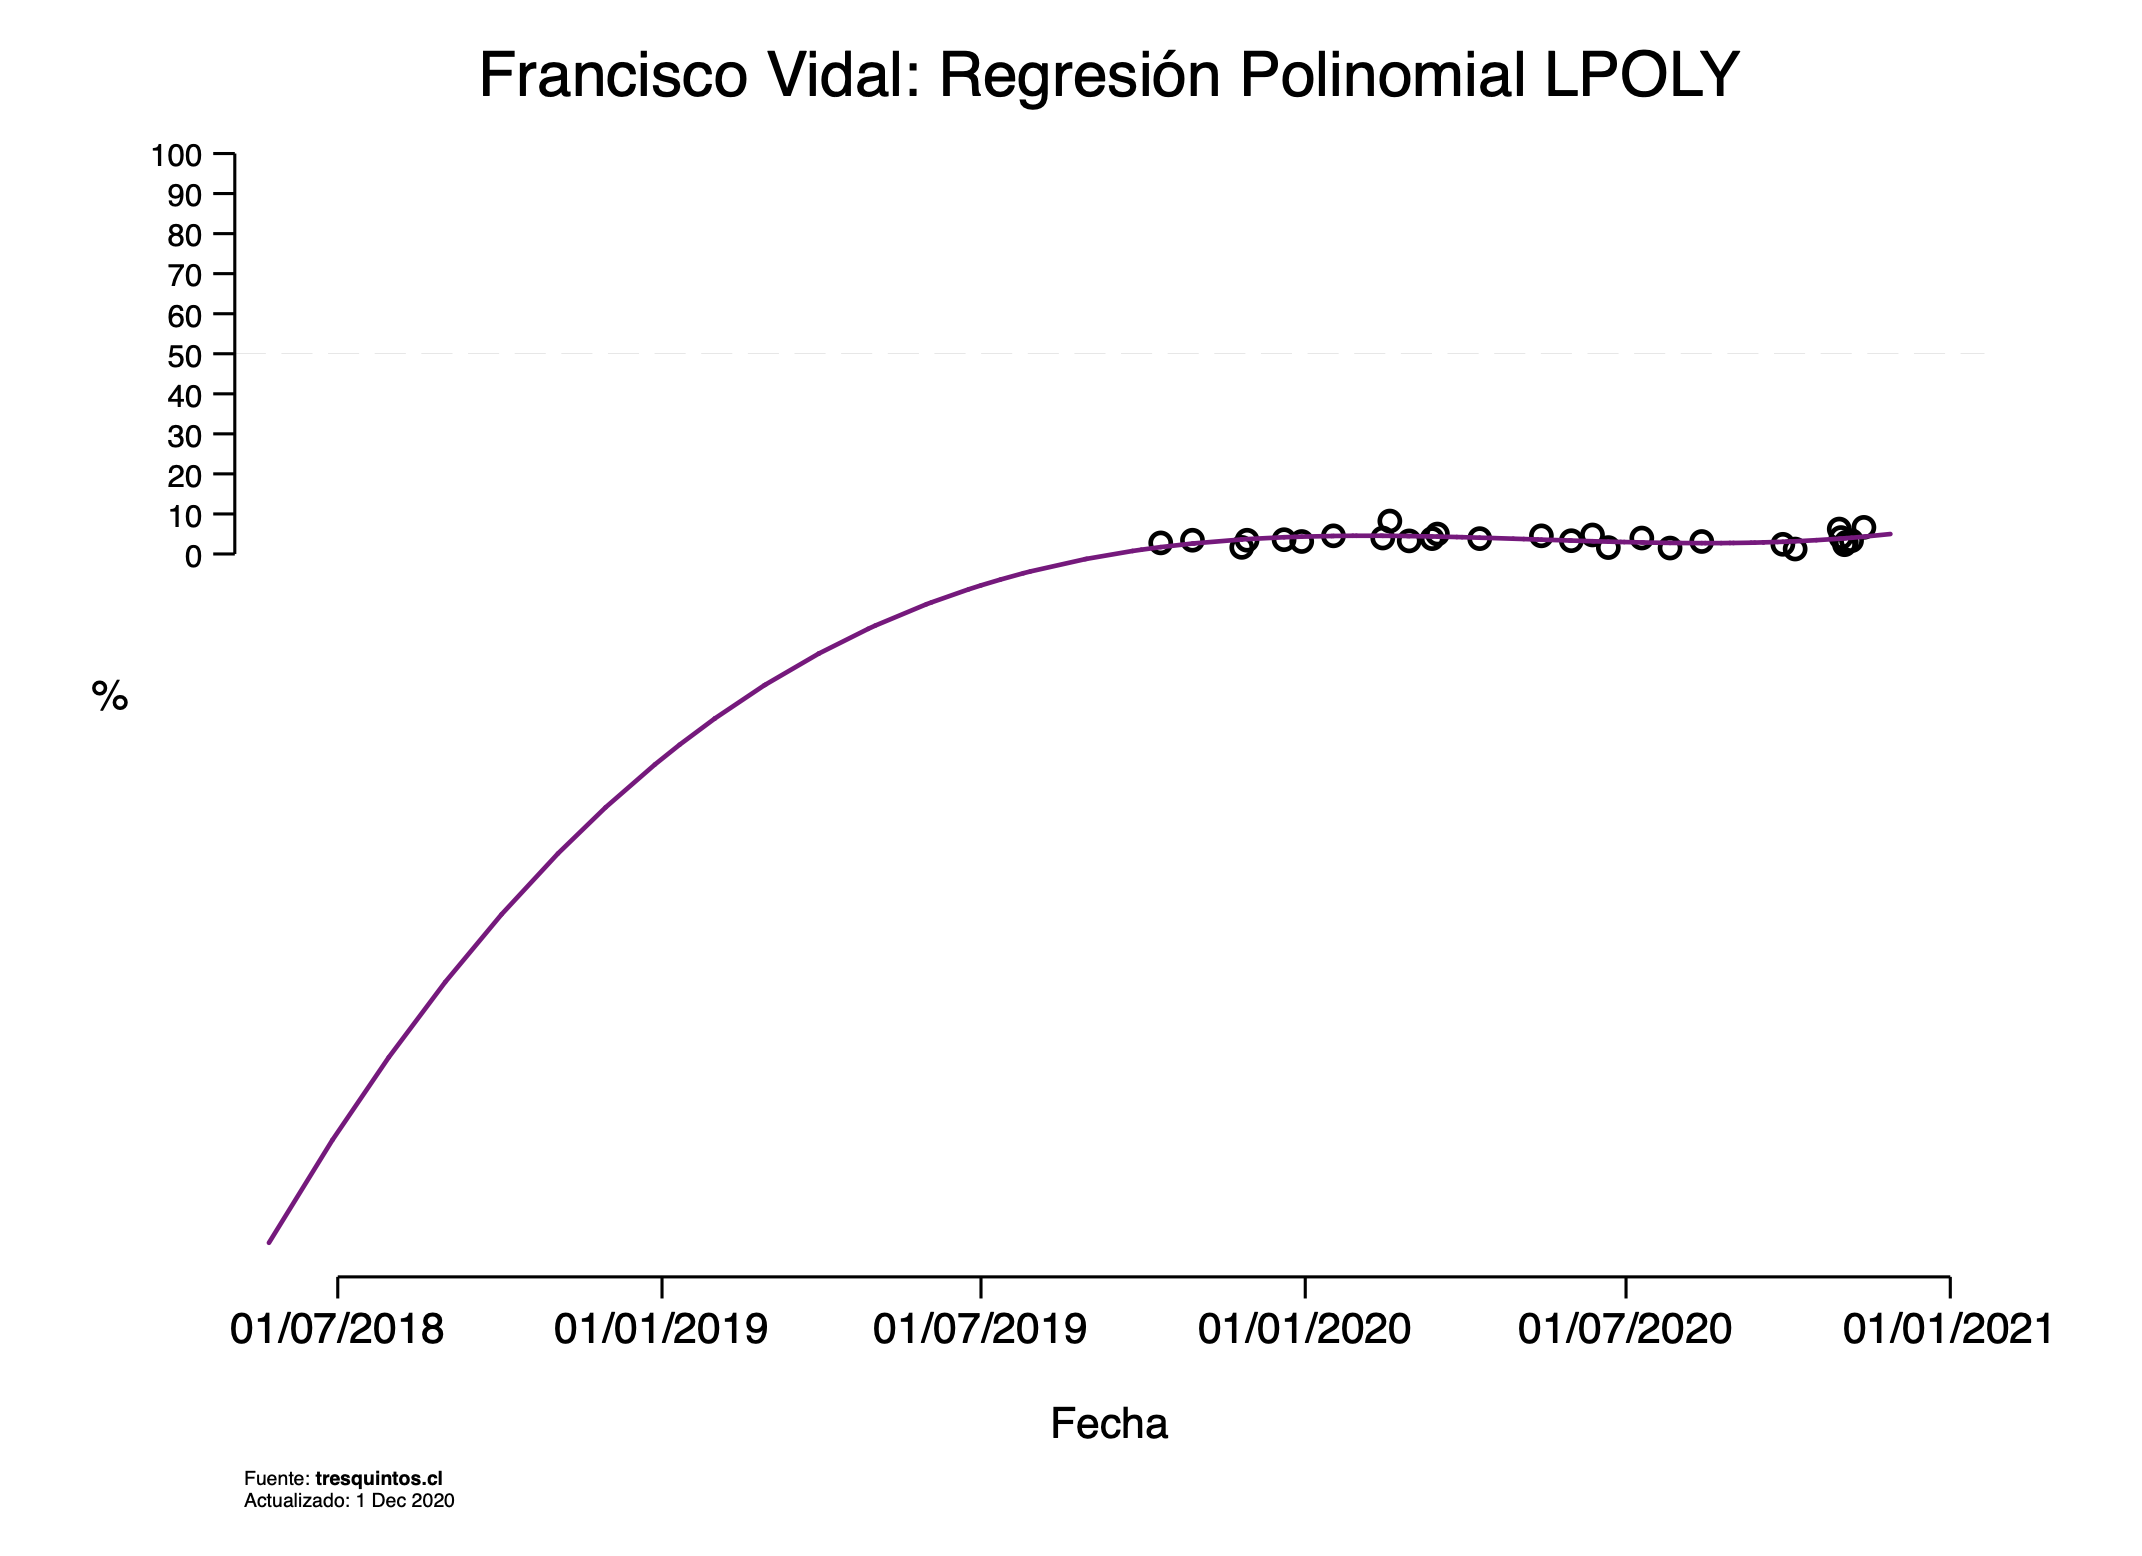 Francisco Vidal: Regresión Polinomial LPOLY
100
90
80
70
60
50
40
30
20
10
0
%
01/07/2018 01/01/2019 01/07/2019 01/01/2020 01/07/2020 01/01/2021
Fecha
Fuente: tresquintos.cl
Actualizado: 1 Dec 2020